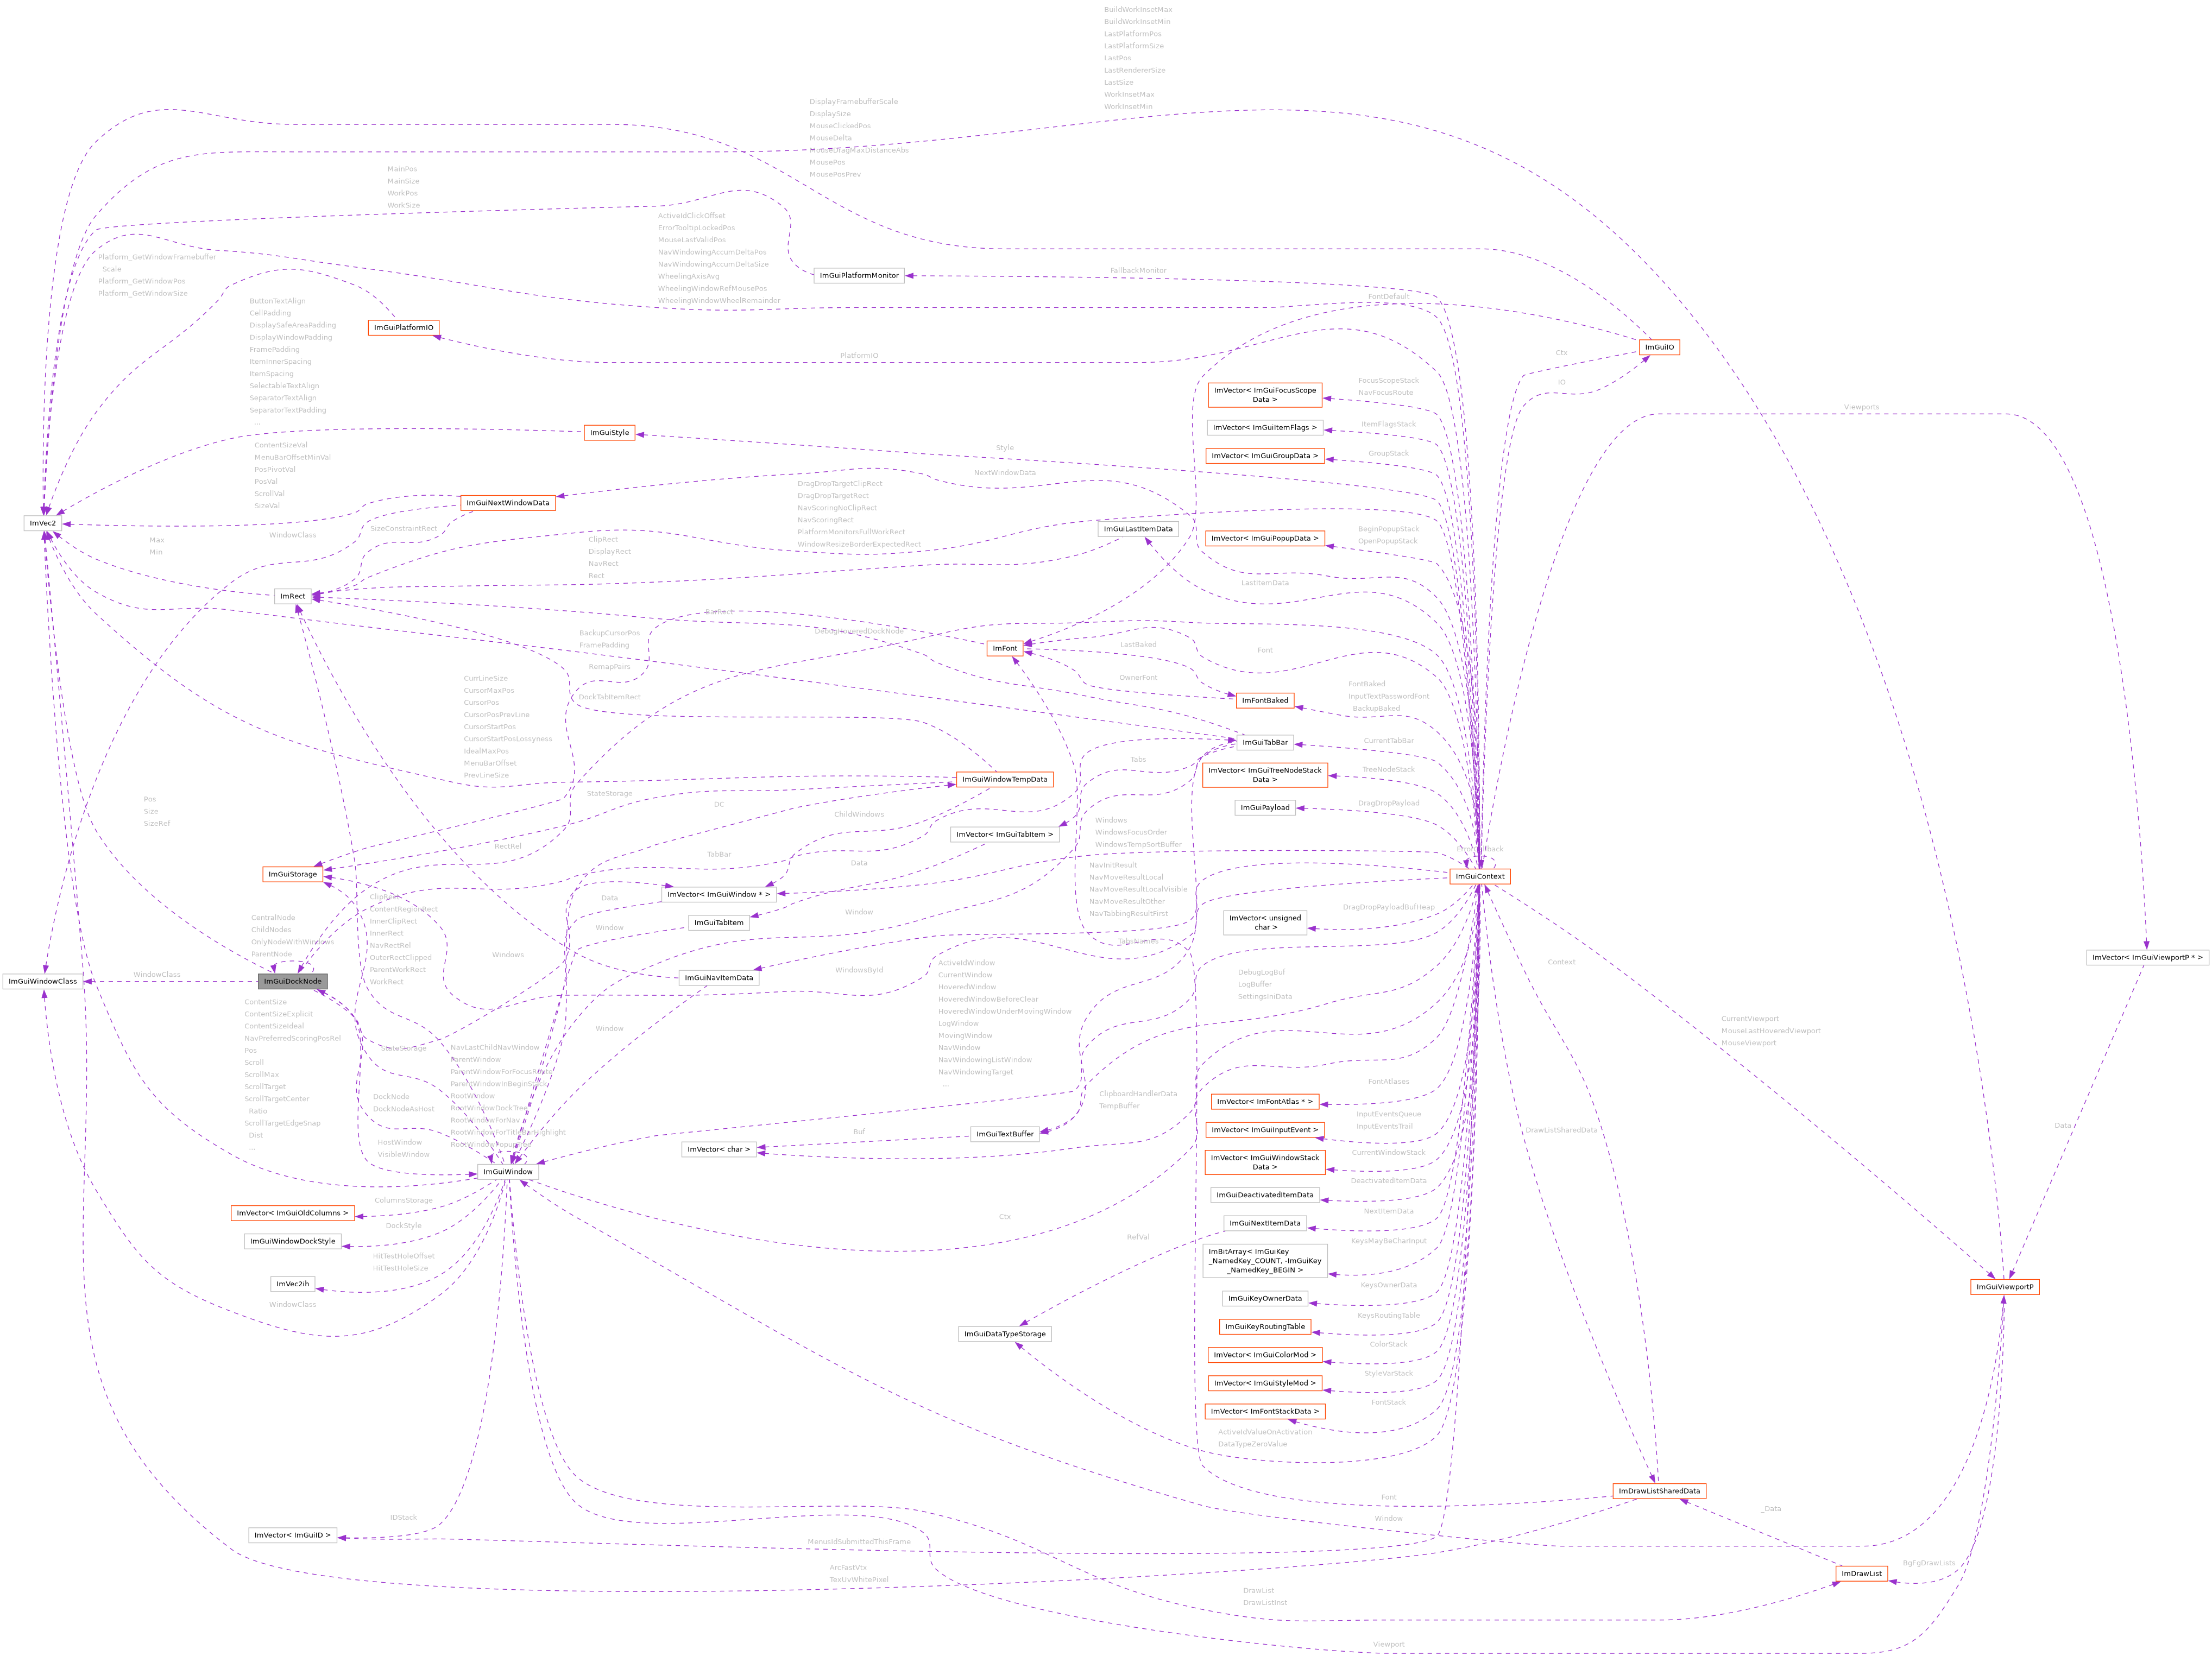 BuildWorkInsetMax
BuildWorkInsetMin
LastPlatformPos
LastPlatformSize
LastPos
LastRendererSize
LastSize
WorkInsetMax
WorkInsetMin
DisplayFramebufferScale
DisplaySize
MouseClickedPos
MouseDelta
MouseDragMaxDistanceAbs
MousePos
MousePosPrev
MainPos
MainSize
WorkPos
WorkSize
ActiveIdClickOffset
ErrorTooltipLockedPos
MouseLastValidPos
NavWindowingAccumDeltaPos
NavWindowingAccumDeltaSize
WheelingAxisAvg
WheelingWindowRefMousePos
WheelingWindowWheelRemainder
Platform_GetWindowFramebuffer
Scale
Platform_GetWindowPos
Platform_GetWindowSize
ImGuiPlatformMonitor
FallbackMonitor
FontDefault
ImGuiPlatformIO
PlatformIO
ImGuiIO
Ctx
IO
ButtonTextAlign
CellPadding
DisplaySafeAreaPadding
DisplayWindowPadding
FramePadding
ItemInnerSpacing
ItemSpacing
SelectableTextAlign
SeparatorTextAlign
SeparatorTextPadding
...
ImVector< ImGuiFocusScope
Data >
FocusScopeStack
NavFocusRoute
Viewports
ImGuiStyle
Style
ImVector< ImGuiItemFlags >
ItemFlagsStack
ImVector< ImGuiGroupData >
GroupStack
ContentSizeVal
MenuBarOffsetMinVal
PosPivotVal
PosVal
ScrollVal
SizeVal
ImGuiNextWindowData
NextWindowData
DragDropTargetClipRect
DragDropTargetRect
NavScoringNoClipRect
NavScoringRect
PlatformMonitorsFullWorkRect
WindowResizeBorderExpectedRect
ImVec2
SizeConstraintRect
WindowClass
Max
Min
ClipRect
DisplayRect
NavRect
Rect
ImGuiLastItemData
LastItemData
ImVector< ImGuiPopupData >
BeginPopupStack
OpenPopupStack
ImRect
BarRect
DebugHoveredDockNode
BackupCursorPos
FramePadding
RemapPairs
DockTabItemRect
ImFont
LastBaked
OwnerFont
Font
ImFontBaked
FontBaked
InputTextPasswordFont
BackupBaked
CurrLineSize
CursorMaxPos
CursorPos
CursorPosPrevLine
CursorStartPos
CursorStartPosLossyness
IdealMaxPos
MenuBarOffset
PrevLineSize
ImGuiTabBar
CurrentTabBar
Tabs
ImVector< ImGuiTreeNodeStack
Data >
TreeNodeStack
ImGuiWindowTempData
StateStorage
DC
ChildWindows
ImGuiPayload
DragDropPayload
Pos
Size
SizeRef
ImVector< ImGuiTabItem >
Windows
WindowsFocusOrder
WindowsTempSortBuffer
RectRel
TabBar
Data
ErrorCallback
ImGuiStorage
ImGuiContext
NavInitResult
NavMoveResultLocal
NavMoveResultLocalVisible
NavMoveResultOther
NavTabbingResultFirst
ImVector< ImGuiWindow * >
Data
ImGuiTabItem
Window
Window
ClipRect
ContentRegionRect
InnerClipRect
InnerRect
NavRectRel
OuterRectClipped
ParentWorkRect
WorkRect
CentralNode
ChildNodes
OnlyNodeWithWindows
ParentNode
ImVector< unsigned
char >
DragDropPayloadBufHeap
TabsNames
Windows
WindowsById
ImGuiNavItemData
ImVector< ImGuiViewportP * >
Context
ImGuiWindowClass
WindowClass
ImGuiDockNode
ActiveIdWindow
CurrentWindow
HoveredWindow
HoveredWindowBeforeClear
HoveredWindowUnderMovingWindow
LogWindow
MovingWindow
NavWindow
NavWindowingListWindow
NavWindowingTarget
...
DebugLogBuf
LogBuffer
SettingsIniData
ContentSize
ContentSizeExplicit
ContentSizeIdeal
NavPreferredScoringPosRel
Pos
Scroll
ScrollMax
ScrollTarget
ScrollTargetCenter
Ratio
ScrollTargetEdgeSnap
Dist
...
StateStorage
NavLastChildNavWindow
ParentWindow
ParentWindowForFocusRoute
ParentWindowInBeginStack
RootWindow
RootWindowDockTree
RootWindowForNav
RootWindowForTitleBarHighlight
RootWindowPopupTree
Window
CurrentViewport
MouseLastHoveredViewport
MouseViewport
DockNode
DockNodeAsHost
HostWindow
VisibleWindow
ClipboardHandlerData
TempBuffer
FontAtlases
ImVector< ImFontAtlas * >
InputEventsQueue
InputEventsTrail
ImVector< ImGuiInputEvent >
DrawListSharedData
Data
ImGuiTextBuffer
Buf
ImVector< char >
ImVector< ImGuiWindowStack
Data >
CurrentWindowStack
ImGuiWindow
ImGuiDeactivatedItemData
DeactivatedItemData
ColumnsStorage
ImVector< ImGuiOldColumns >
DockStyle
ImGuiWindowDockStyle
Ctx
ImGuiNextItemData
NextItemData
RefVal
ImBitArray< ImGuiKey
_NamedKey_COUNT, -ImGuiKey
_NamedKey_BEGIN >
KeysMayBeCharInput
HitTestHoleOffset
HitTestHoleSize
ImVec2ih
WindowClass
ImGuiKeyOwnerData
KeysOwnerData
ImGuiViewportP
ImGuiKeyRoutingTable
KeysRoutingTable
ImGuiDataTypeStorage
ImVector< ImGuiColorMod >
ColorStack
ImVector< ImGuiStyleMod >
StyleVarStack
ImVector< ImFontStackData >
FontStack
ActiveIdValueOnActivation
DataTypeZeroValue
ImDrawListSharedData
Font
_Data
Window
IDStack
ImVector< ImGuiID >
MenusIdSubmittedThisFrame
ArcFastVtx
TexUvWhitePixel
BgFgDrawLists
ImDrawList
DrawList
DrawListInst
Viewport